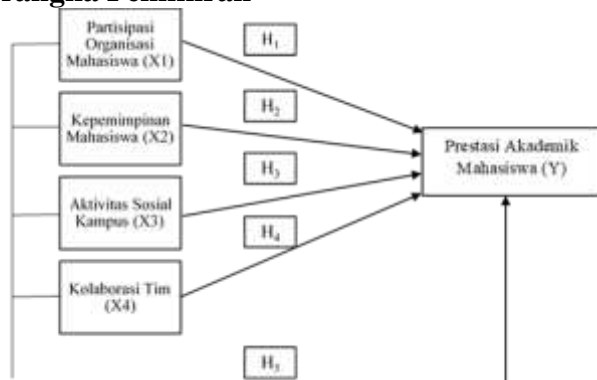 Partisipasi
Organisasi
Mahasiswa (X1)
H1
H2
Kepemimpinan
Mahasiswa (X2)
Prestasi Akademik
Mahasiswa (Y)
H3
Aktivitas Sosial
Kampus (X3)
H4
Kolaborasi Tim
(X4)
H5